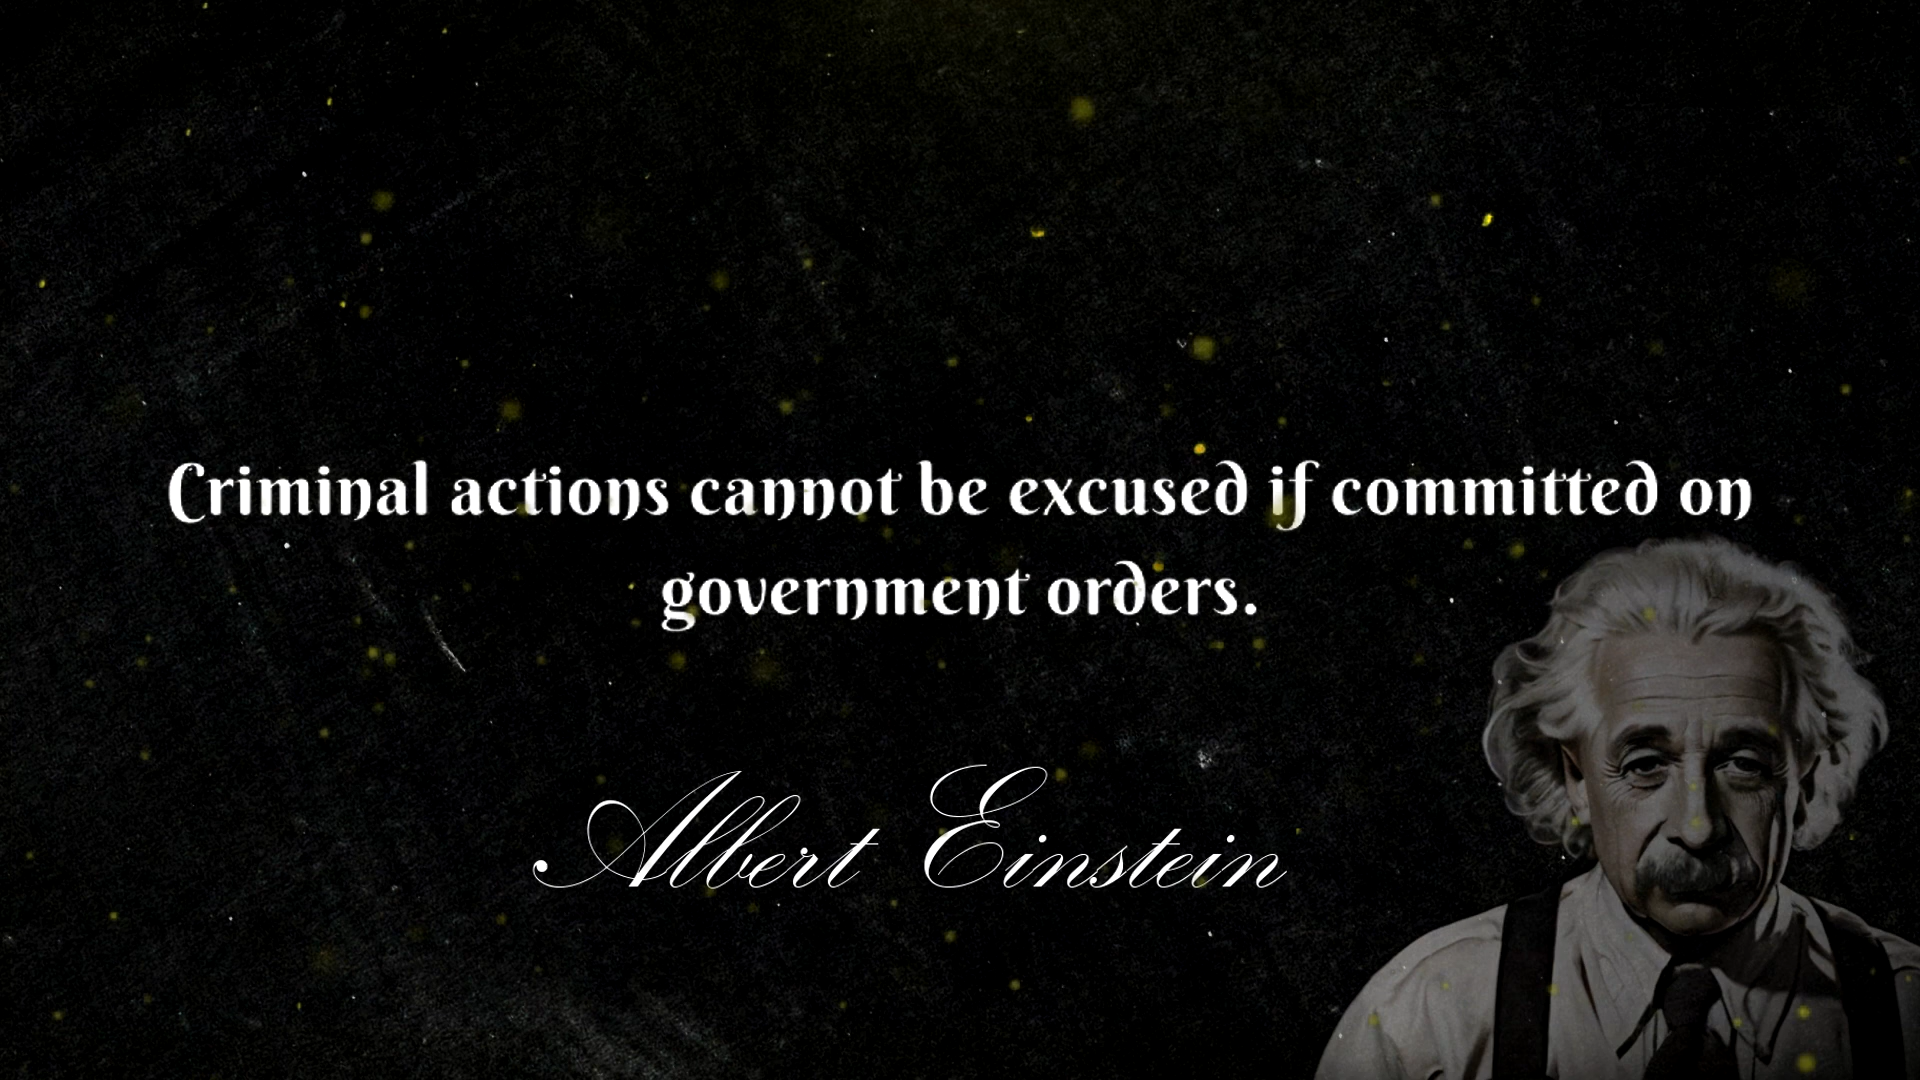 Criminal actions cannot be excused if committed on
government orders.
Albert Einstein